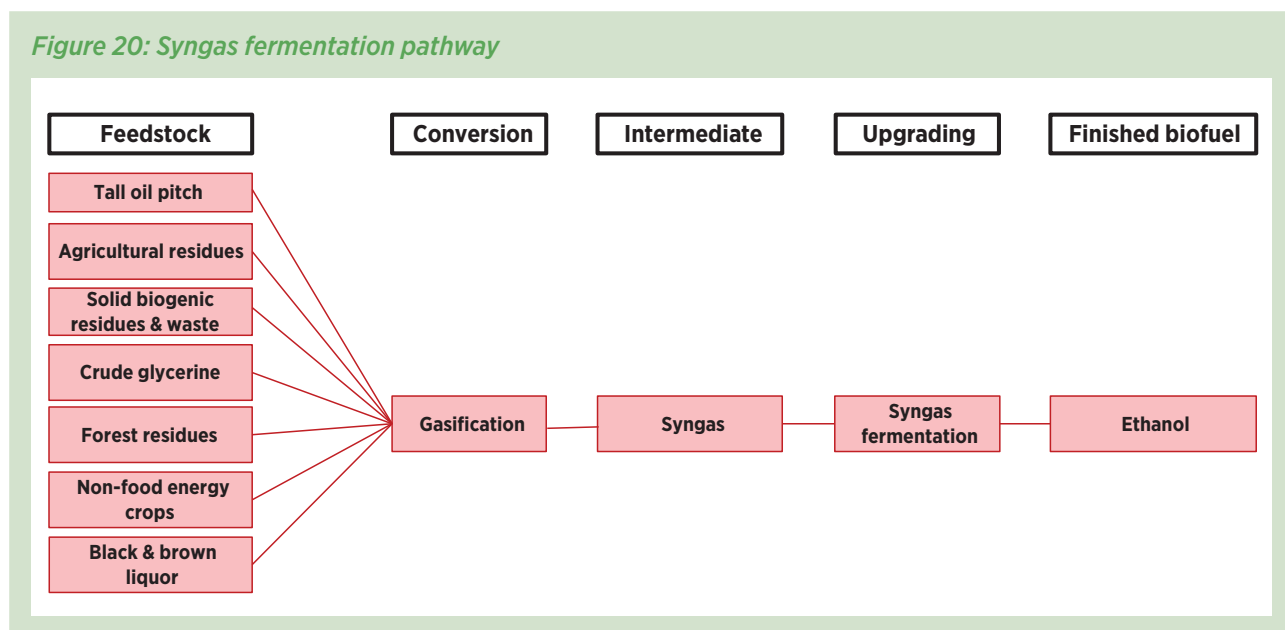 Figure 20: Syngas fermentation pathway
Feedstock
Conversion
Intermediate
Upgrading
Finished biofuel
Tall oil pitch
Agricultural residues
Solid biogenic
residues & waste
Crude glycerine
Forest residues
Non-food energy
crops
Black & brown
liquor
Gasification
Syngas
Syngas
fermentation
Ethanol